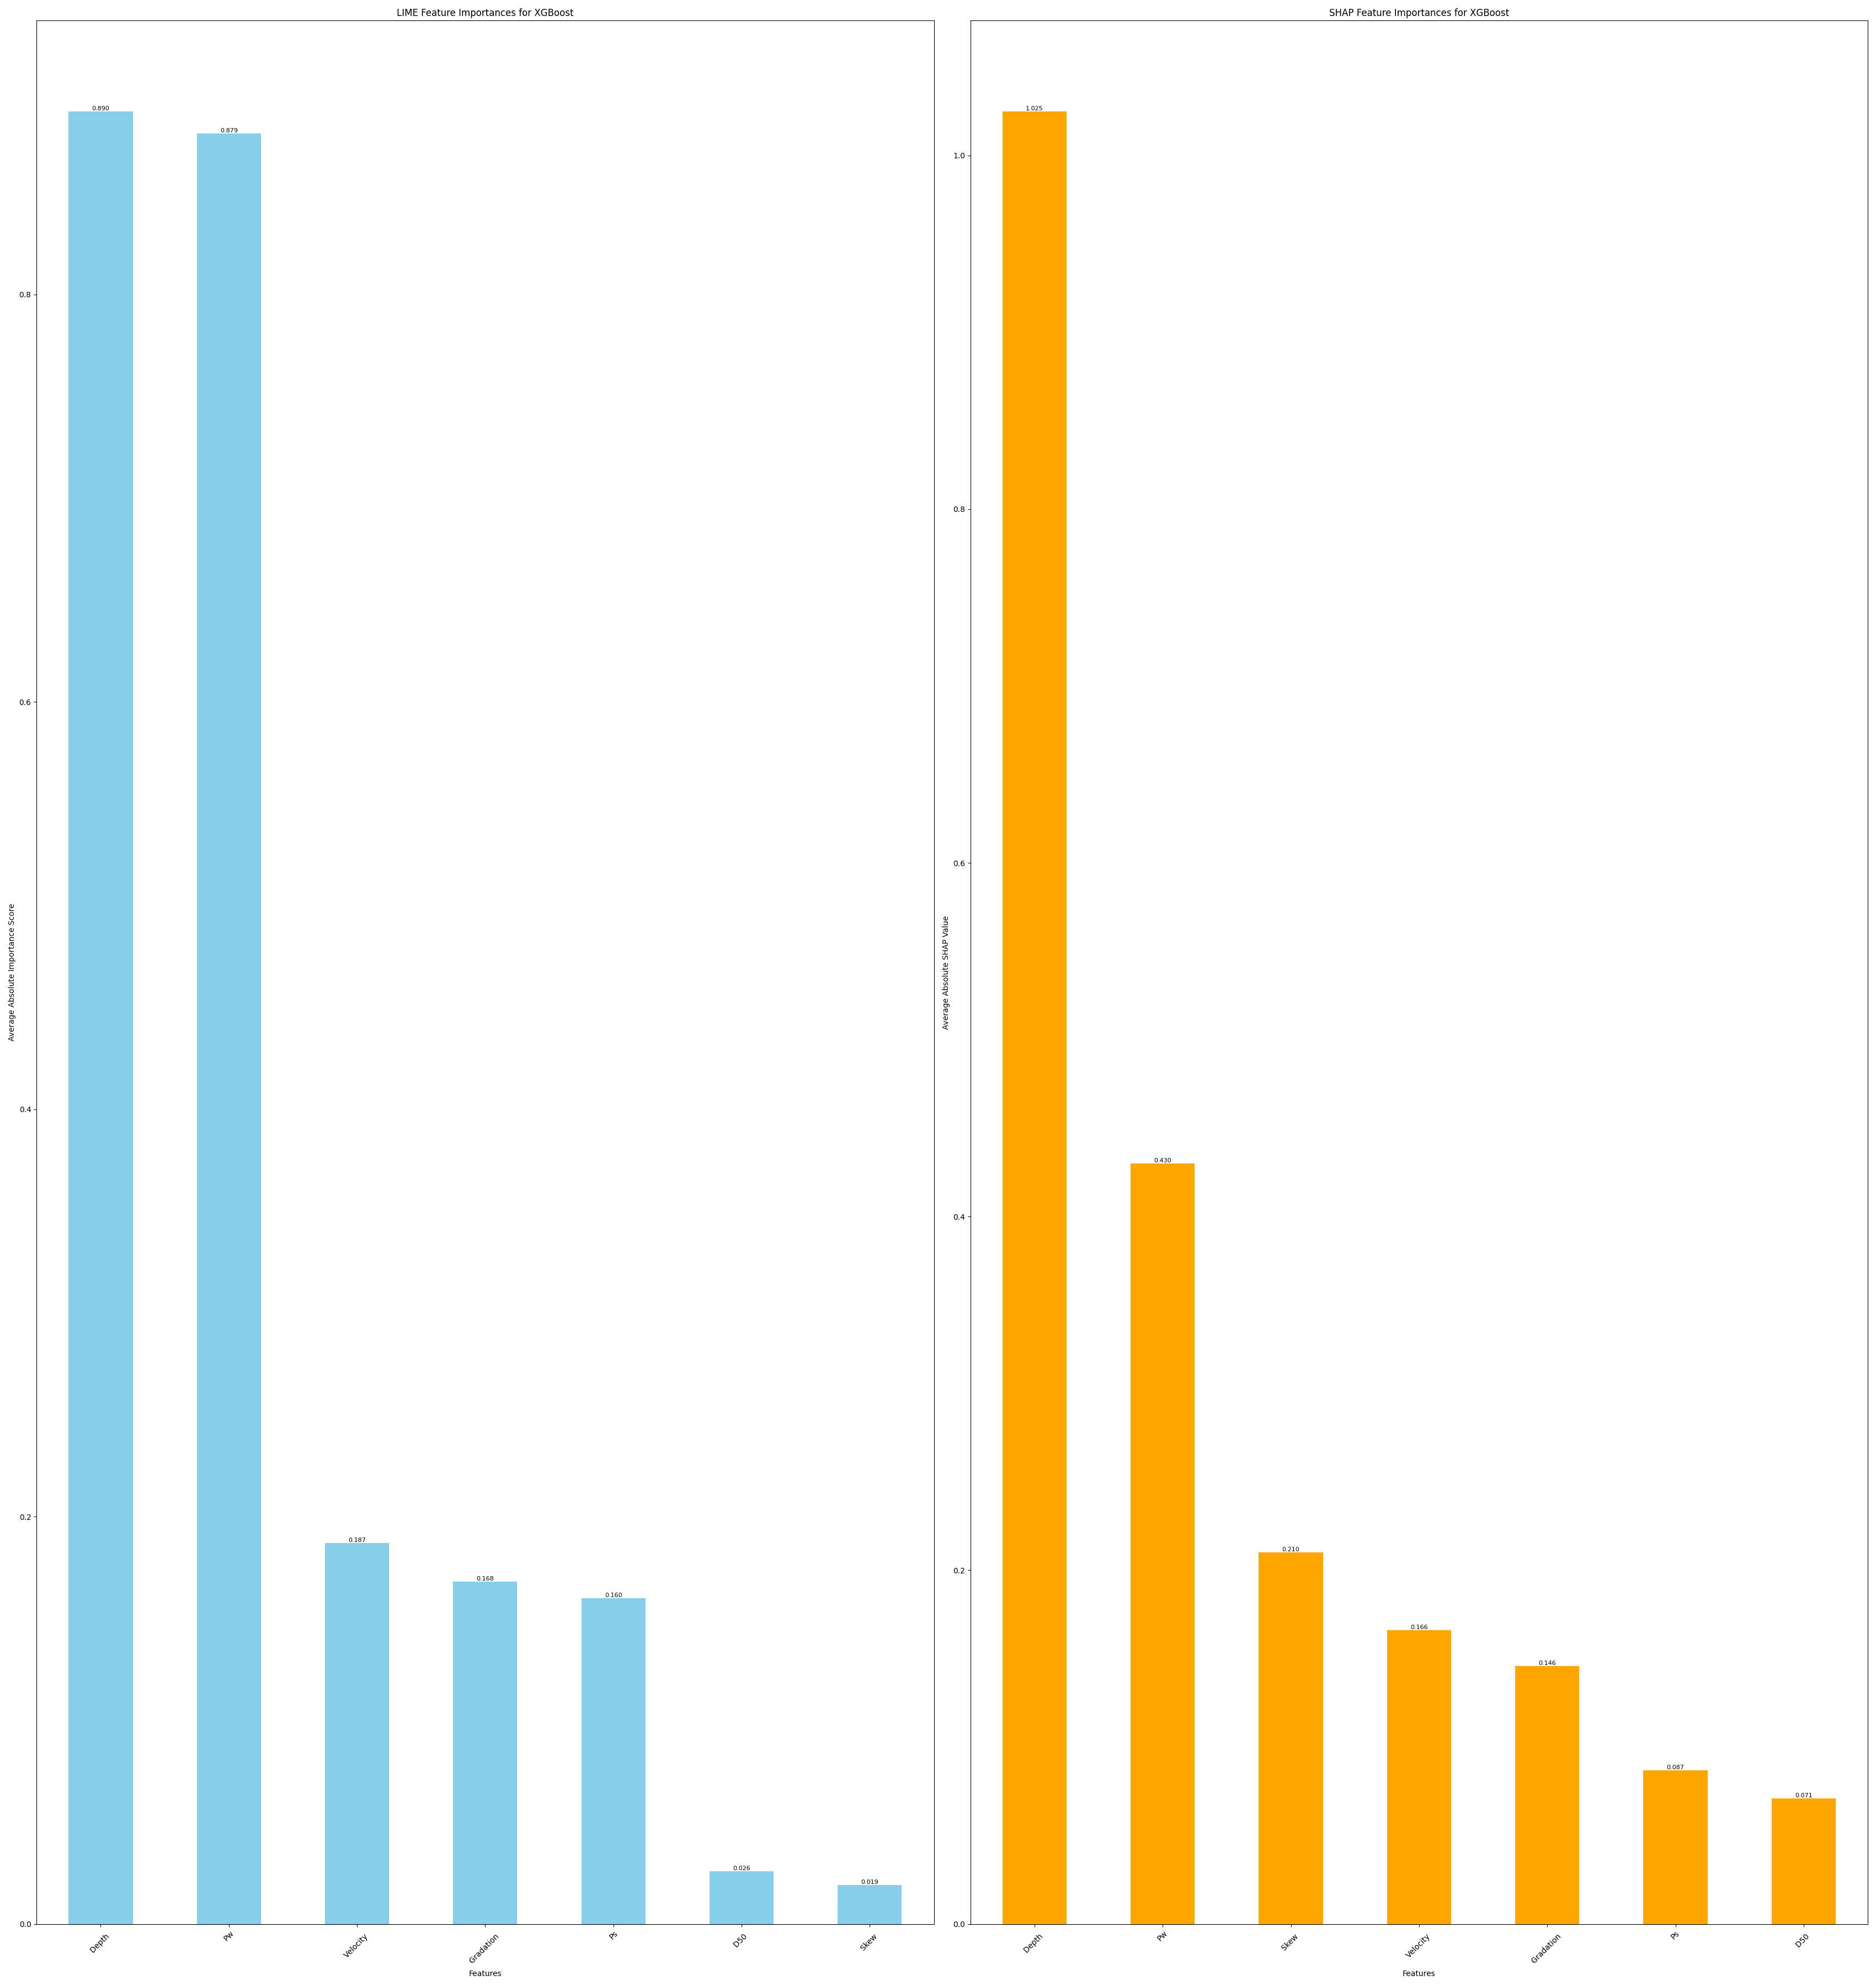 LIME Feature Importances for XGBoost
Average Absolute Importance Score
0.8
0.6
0.4
0.2
0.0
0.890
0.879
0.187
0.168
0.160
0.026
0.019
Depth
Pw
Velocity
Gradation
Ps
D50
Skew
Features
SHAP Feature Importances for XGBoost
Average Absolute SHAP Value
1.0
0.8
0.6
0.4
0.2
0.0
1.025
0.430
0.210
0.166
0.146
0.087
0.071
Depth
Pw
Skew
Velocity
Gradation
Ps
D50
Features